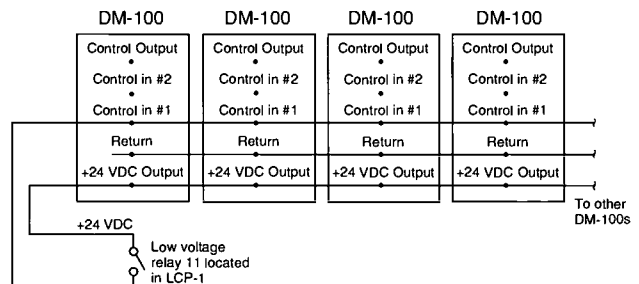 DM-100 DM-100 DM-100 DM-100
Control Output Control Output Control Output Control Output
Control in #2 Control in #2 Control in #2 Control in #2
Control in #1 Control in #1 Control in #1 Control in #1
Return Return Return Return
+24 VDC Output +24 VDC Output +24 VDC Output +24 VDC Output
To other
DM-100s
+24 VDC
Low voltage
relay 11 located
in LCP-1